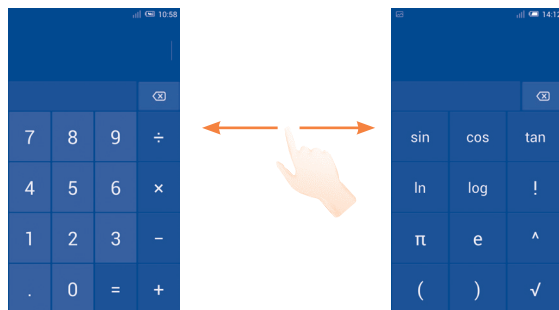 10:58
7 8 9 ÷
4 5 6 ×
1 2 3 −
. 0 = +
14:12
sin cos tan
ln log !
π e ^
( ) √